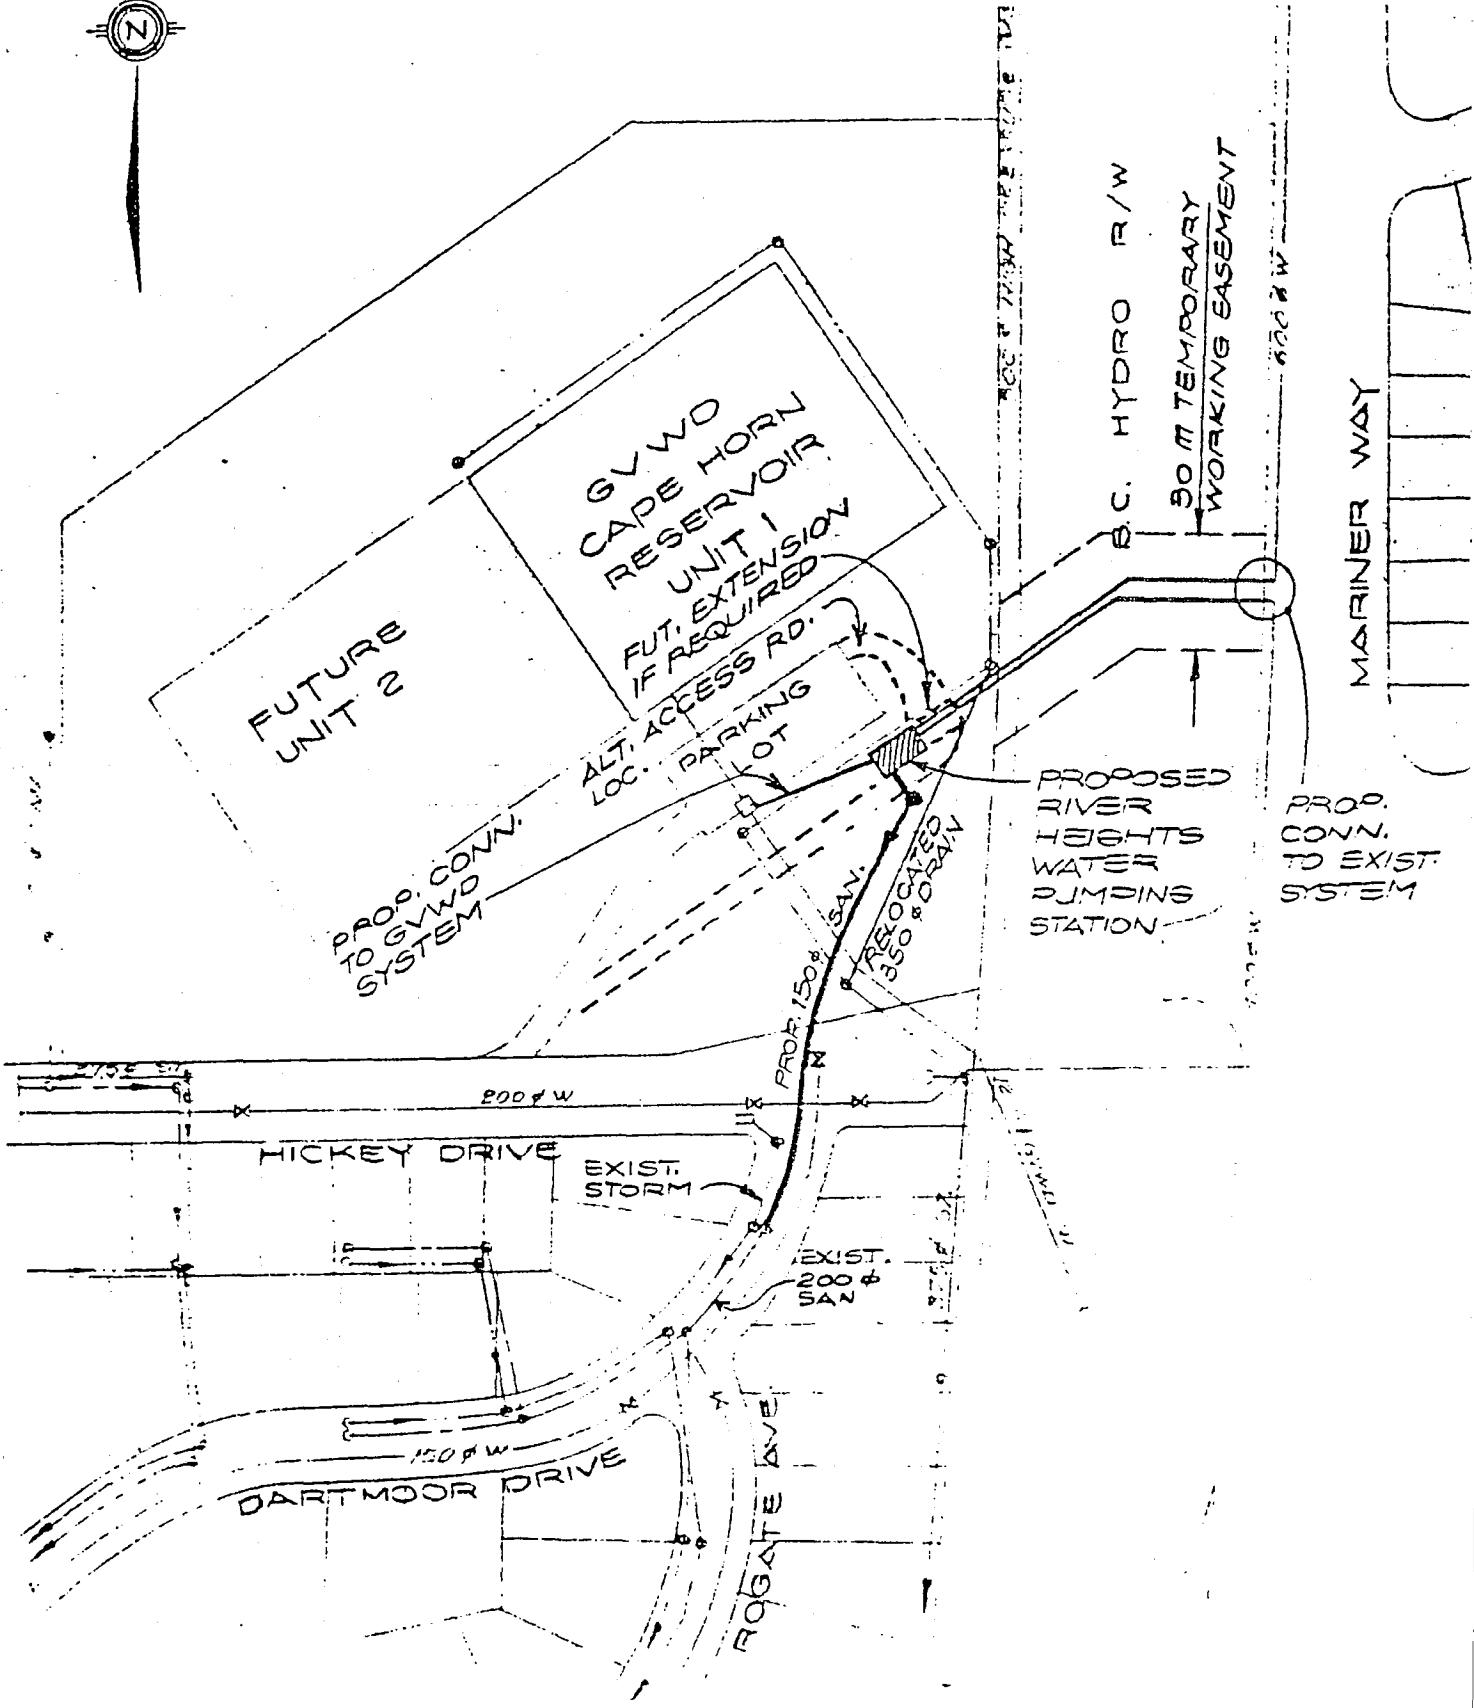 N
B.C. HYDRO R/W
30 m TEMPORARY
WORKING EASEMENT
600 ø W
MARINER WAY
GVWD
CAPE HORN
RESERVOIR
UNIT 1
FUT. EXTENSION
IF REQUIRED
FUTURE
UNIT 2
ALT. ACCESS RD.
LOC.
PARKING
LOT
PROP. CONN.
TO GVWD
SYSTEM
PROPOSED
RIVER
HEIGHTS
WATER
PUMPING
STATION
PROP.
CONN.
TO EXIST.
SYSTEM
PROP. 150ø SAN.
RELOCATED
350 ø DRAIN
200 ø W
HICKEY DRIVE
EXIST.
STORM
EXIST.
200 ø
SAN
150 ø W
DARTMOOR DRIVE
ROGATE AVE.